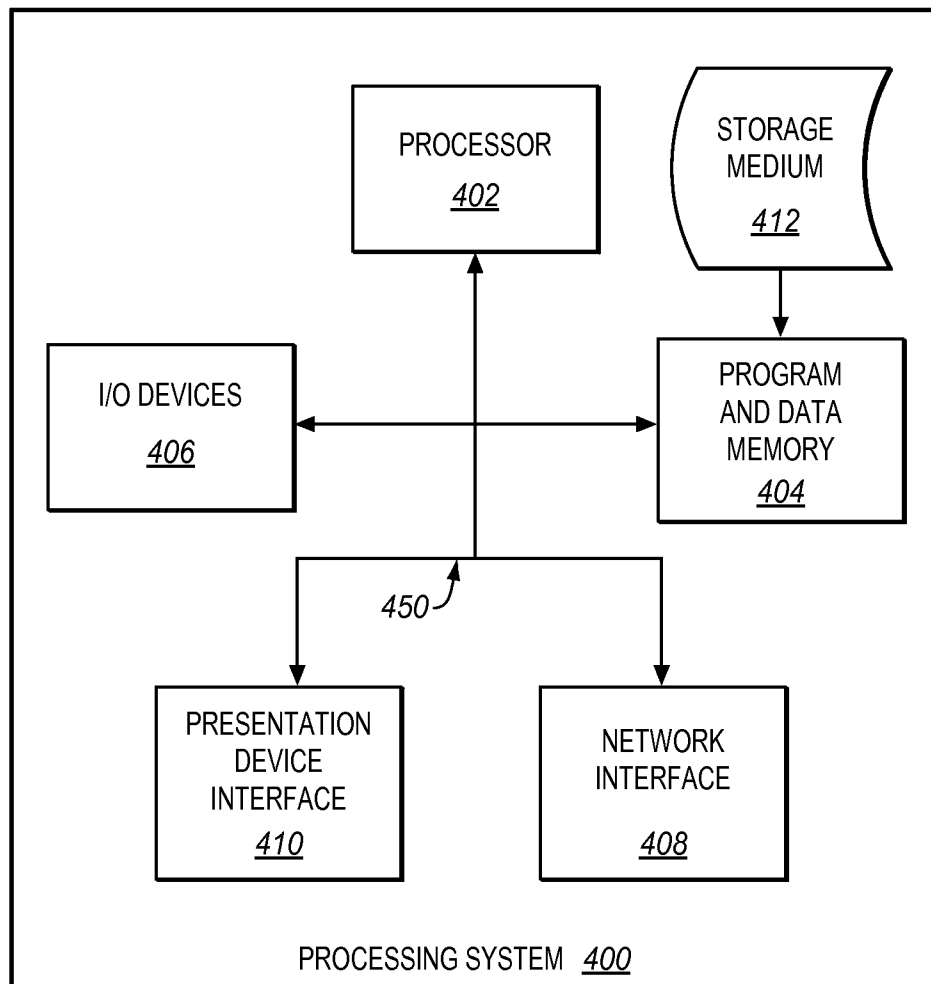 PROCESSOR
402
STORAGE
MEDIUM
412
I/O DEVICES
406
PROGRAM
AND DATA
MEMORY
404
450
PRESENTATION
DEVICE
INTERFACE
410
NETWORK
INTERFACE
408
PROCESSING SYSTEM 400